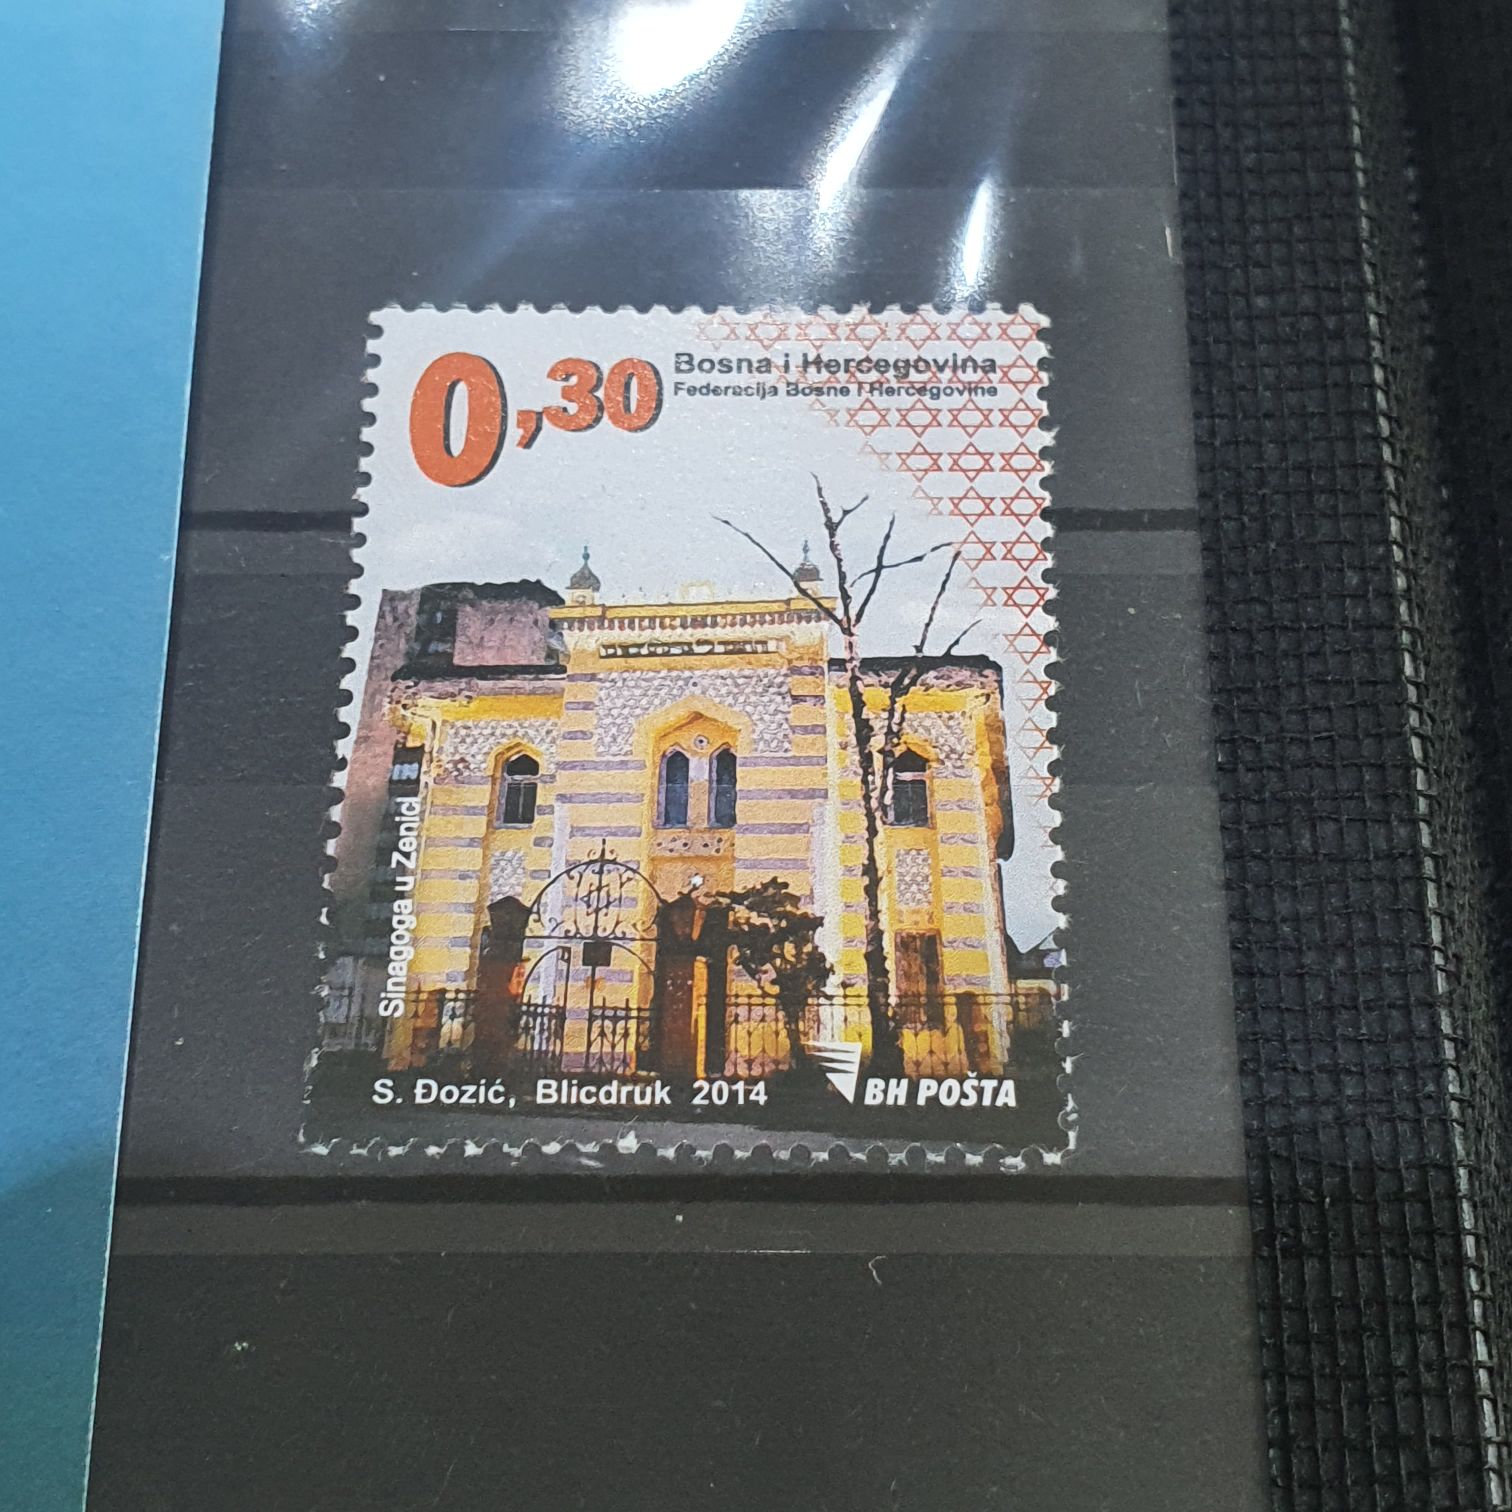 0,30
Bosna i Hercegovina
Federacija Bosne i Hercegovine
Sinagoga u Zenici
S. Đozić, Blicdruk 2014
BH POŠTA